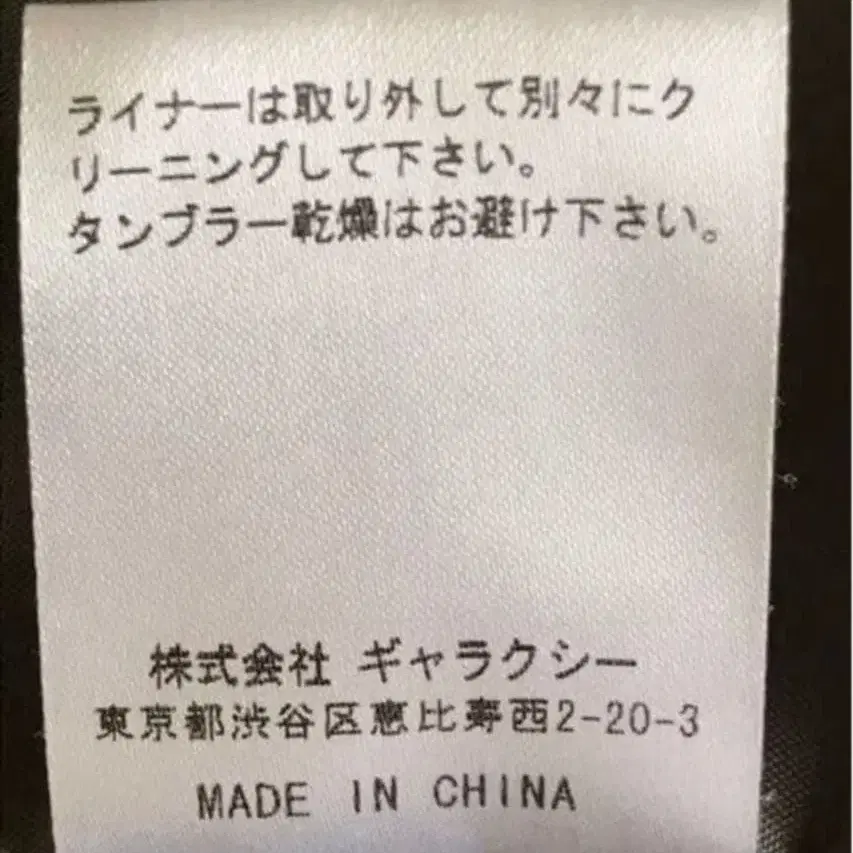 ライナーは取り外して別々にク
リーニングして下さい。
タンブラー乾燥はお避け下さい。
株式会社 ギャラクシー
東京都渋谷区恵比寿西2-20-3
MADE IN CHINA